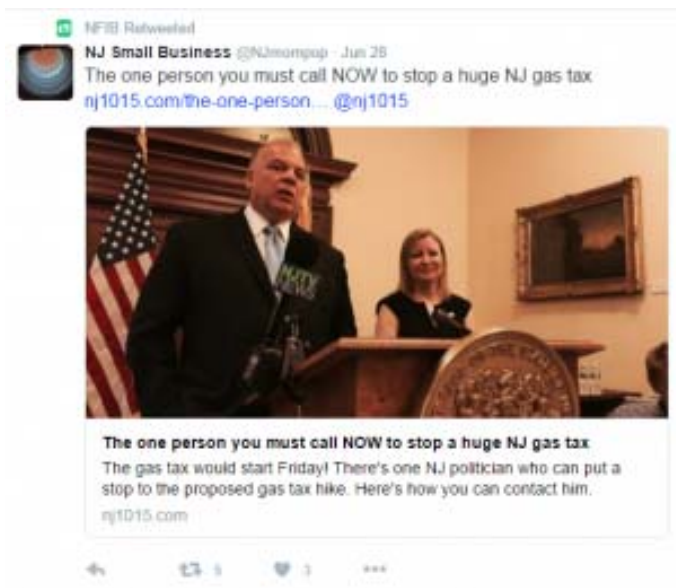 NFIB Retweeted
NJ Small Business @NJmompop · Jun 28
The one person you must call NOW to stop a huge NJ gas tax
nj1015.com/the-one-person... @nj1015
NJTV
NEWS
The one person you must call NOW to stop a huge NJ gas tax
The gas tax would start Friday! There's one NJ politician who can put a
stop to the proposed gas tax hike. Here's how you can contact him.
nj1015.com
3